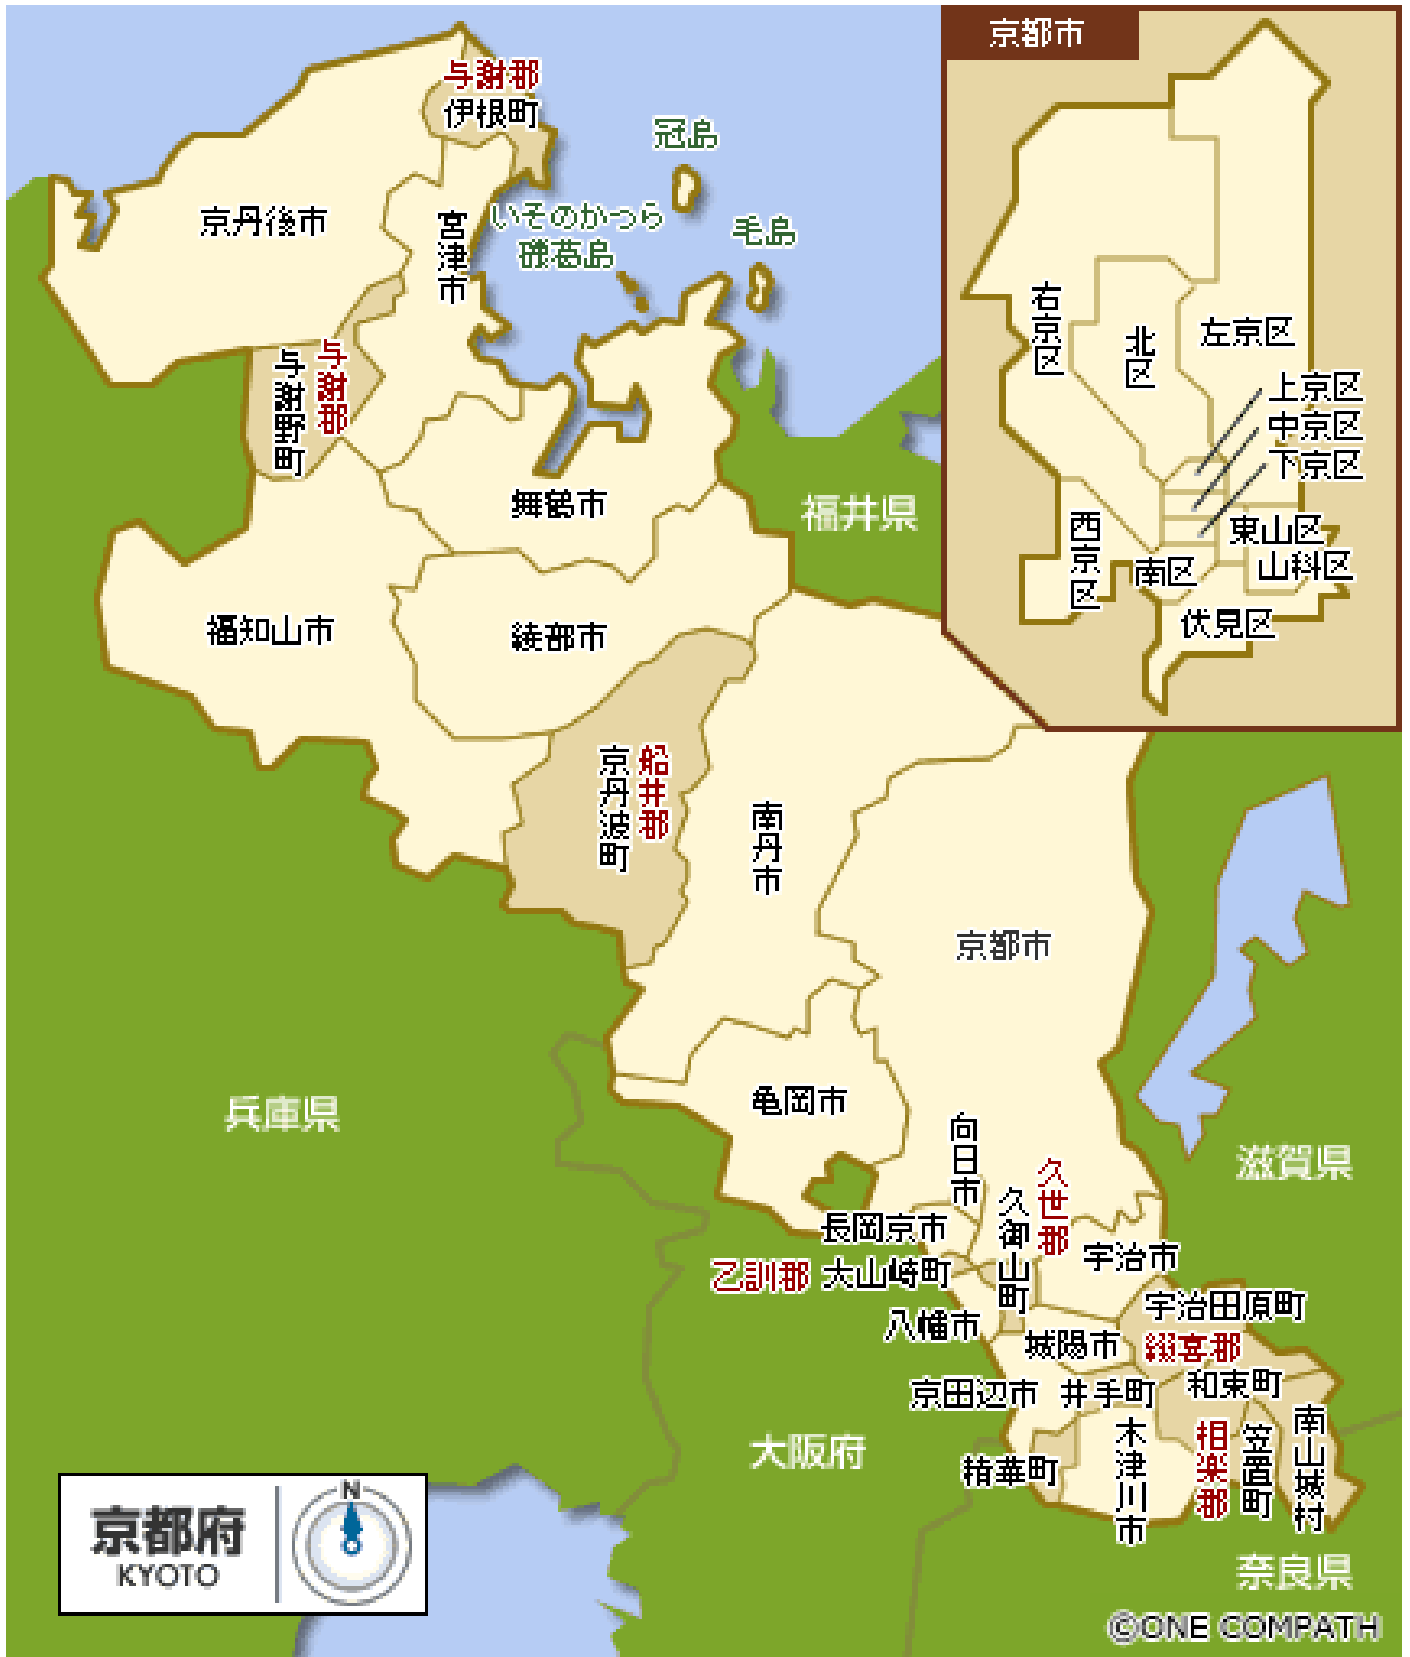 京都市
与謝郡
伊根町
冠島
京丹後市
宮津市
いそのかつら
磯葛島
毛島
右京区
北区
左京区
上京区
中京区
下京区
西京区
南区
東山区
山科区
伏見区
与謝郡
与謝野町
舞鶴市
福井県
福知山市
綾部市
船井郡
京丹波町
南丹市
京都市
亀岡市
兵庫県
向日市
久世郡
久御山町
滋賀県
長岡京市
宇治市
乙訓郡
大山崎町
八幡市
宇治田原町
城陽市
綴喜郡
京田辺市
井手町
和東町
大阪府
精華町
木津川市
相楽郡
笠置町
南山城村
京都府
KYOTO
N
奈良県
©ONE COMPATH